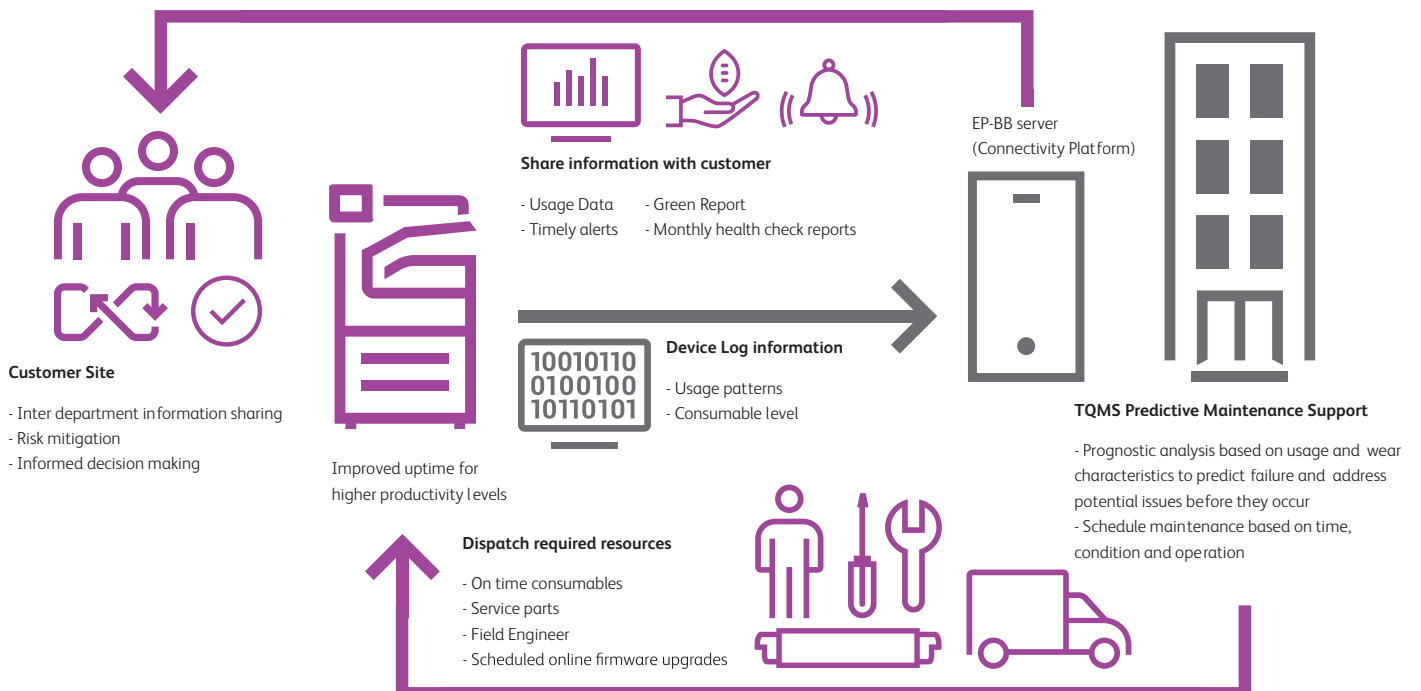 EP-BB server
(Connectivity Platform)
Share information with customer
- Usage Data - Green Report
- Timely alerts - Monthly health check reports
10010110
0100100
10110101
Device Log information
- Usage patterns
- Consumable level
Customer Site
- Inter department information sharing
- Risk mitigation
- Informed decision making
Improved uptime for
higher productivity levels
TQMS Predictive Maintenance Support
- Prognostic analysis based on usage and wear
characteristics to predict failure and address
potential issues before they occur
- Schedule maintenance based on time,
condition and operation
Dispatch required resources
- On time consumables
- Service parts
- Field Engineer
- Scheduled online firmware upgrades